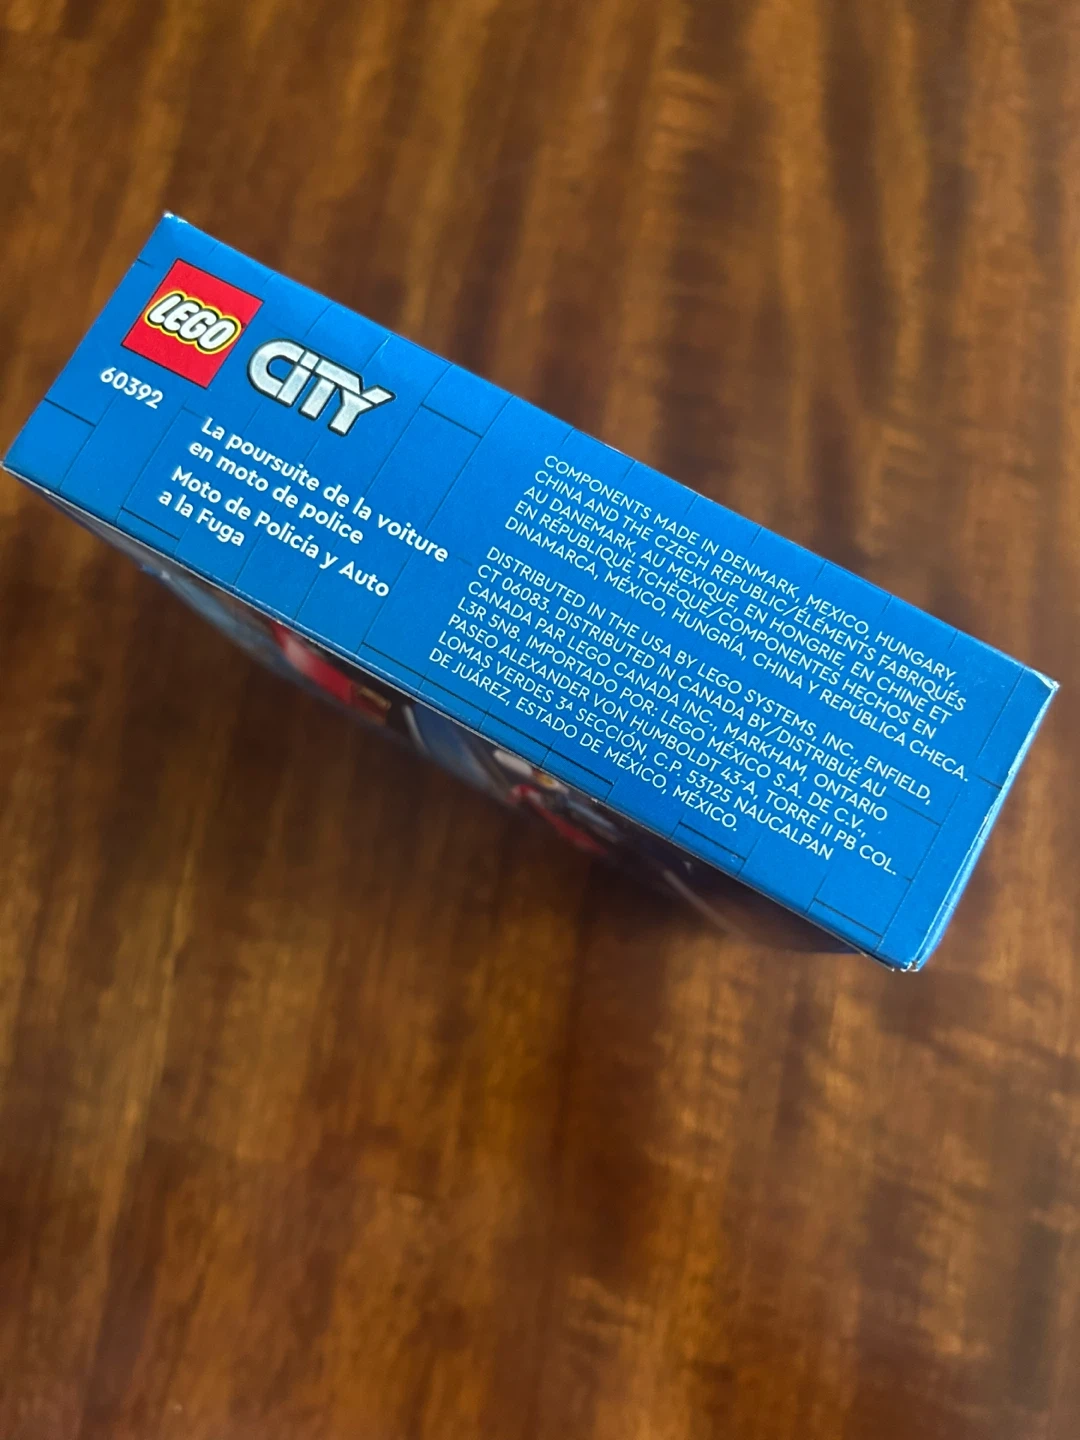 LEGO
CITY
60392
La poursuite de la voiture
en moto de police
Moto de Policía y Auto
a la Fuga
COMPONENTS MADE IN DENMARK, MEXICO, HUNGARY,
CHINA AND THE CZECH REPUBLIC/ÉLÉMENTS FABRIQUÉS
AU DANEMARK, AU MEXIQUE, EN HONGRIE, EN CHINE ET
EN RÉPUBLIQUE TCHÈQUE/COMPONENTES HECHOS EN
DINAMARCA, MÉXICO, HUNGRÍA, CHINA Y REPÚBLICA CHECA.
DISTRIBUTED IN THE USA BY LEGO SYSTEMS, INC., ENFIELD,
CT 06083. DISTRIBUTED IN CANADA BY/DISTRIBUÉ AU
CANADA PAR LEGO CANADA INC., MARKHAM, ONTARIO
L3R 5N8. IMPORTADO POR: LEGO MÉXICO S.A. DE C.V.,
PASEO ALEXANDER VON HUMBOLDT 43-A, TORRE II PB COL.
LOMAS VERDES 3ª SECCIÓN, C.P. 53125 NAUCALPAN
DE JUÁREZ, ESTADO DE MEXICO, MÉXICO.